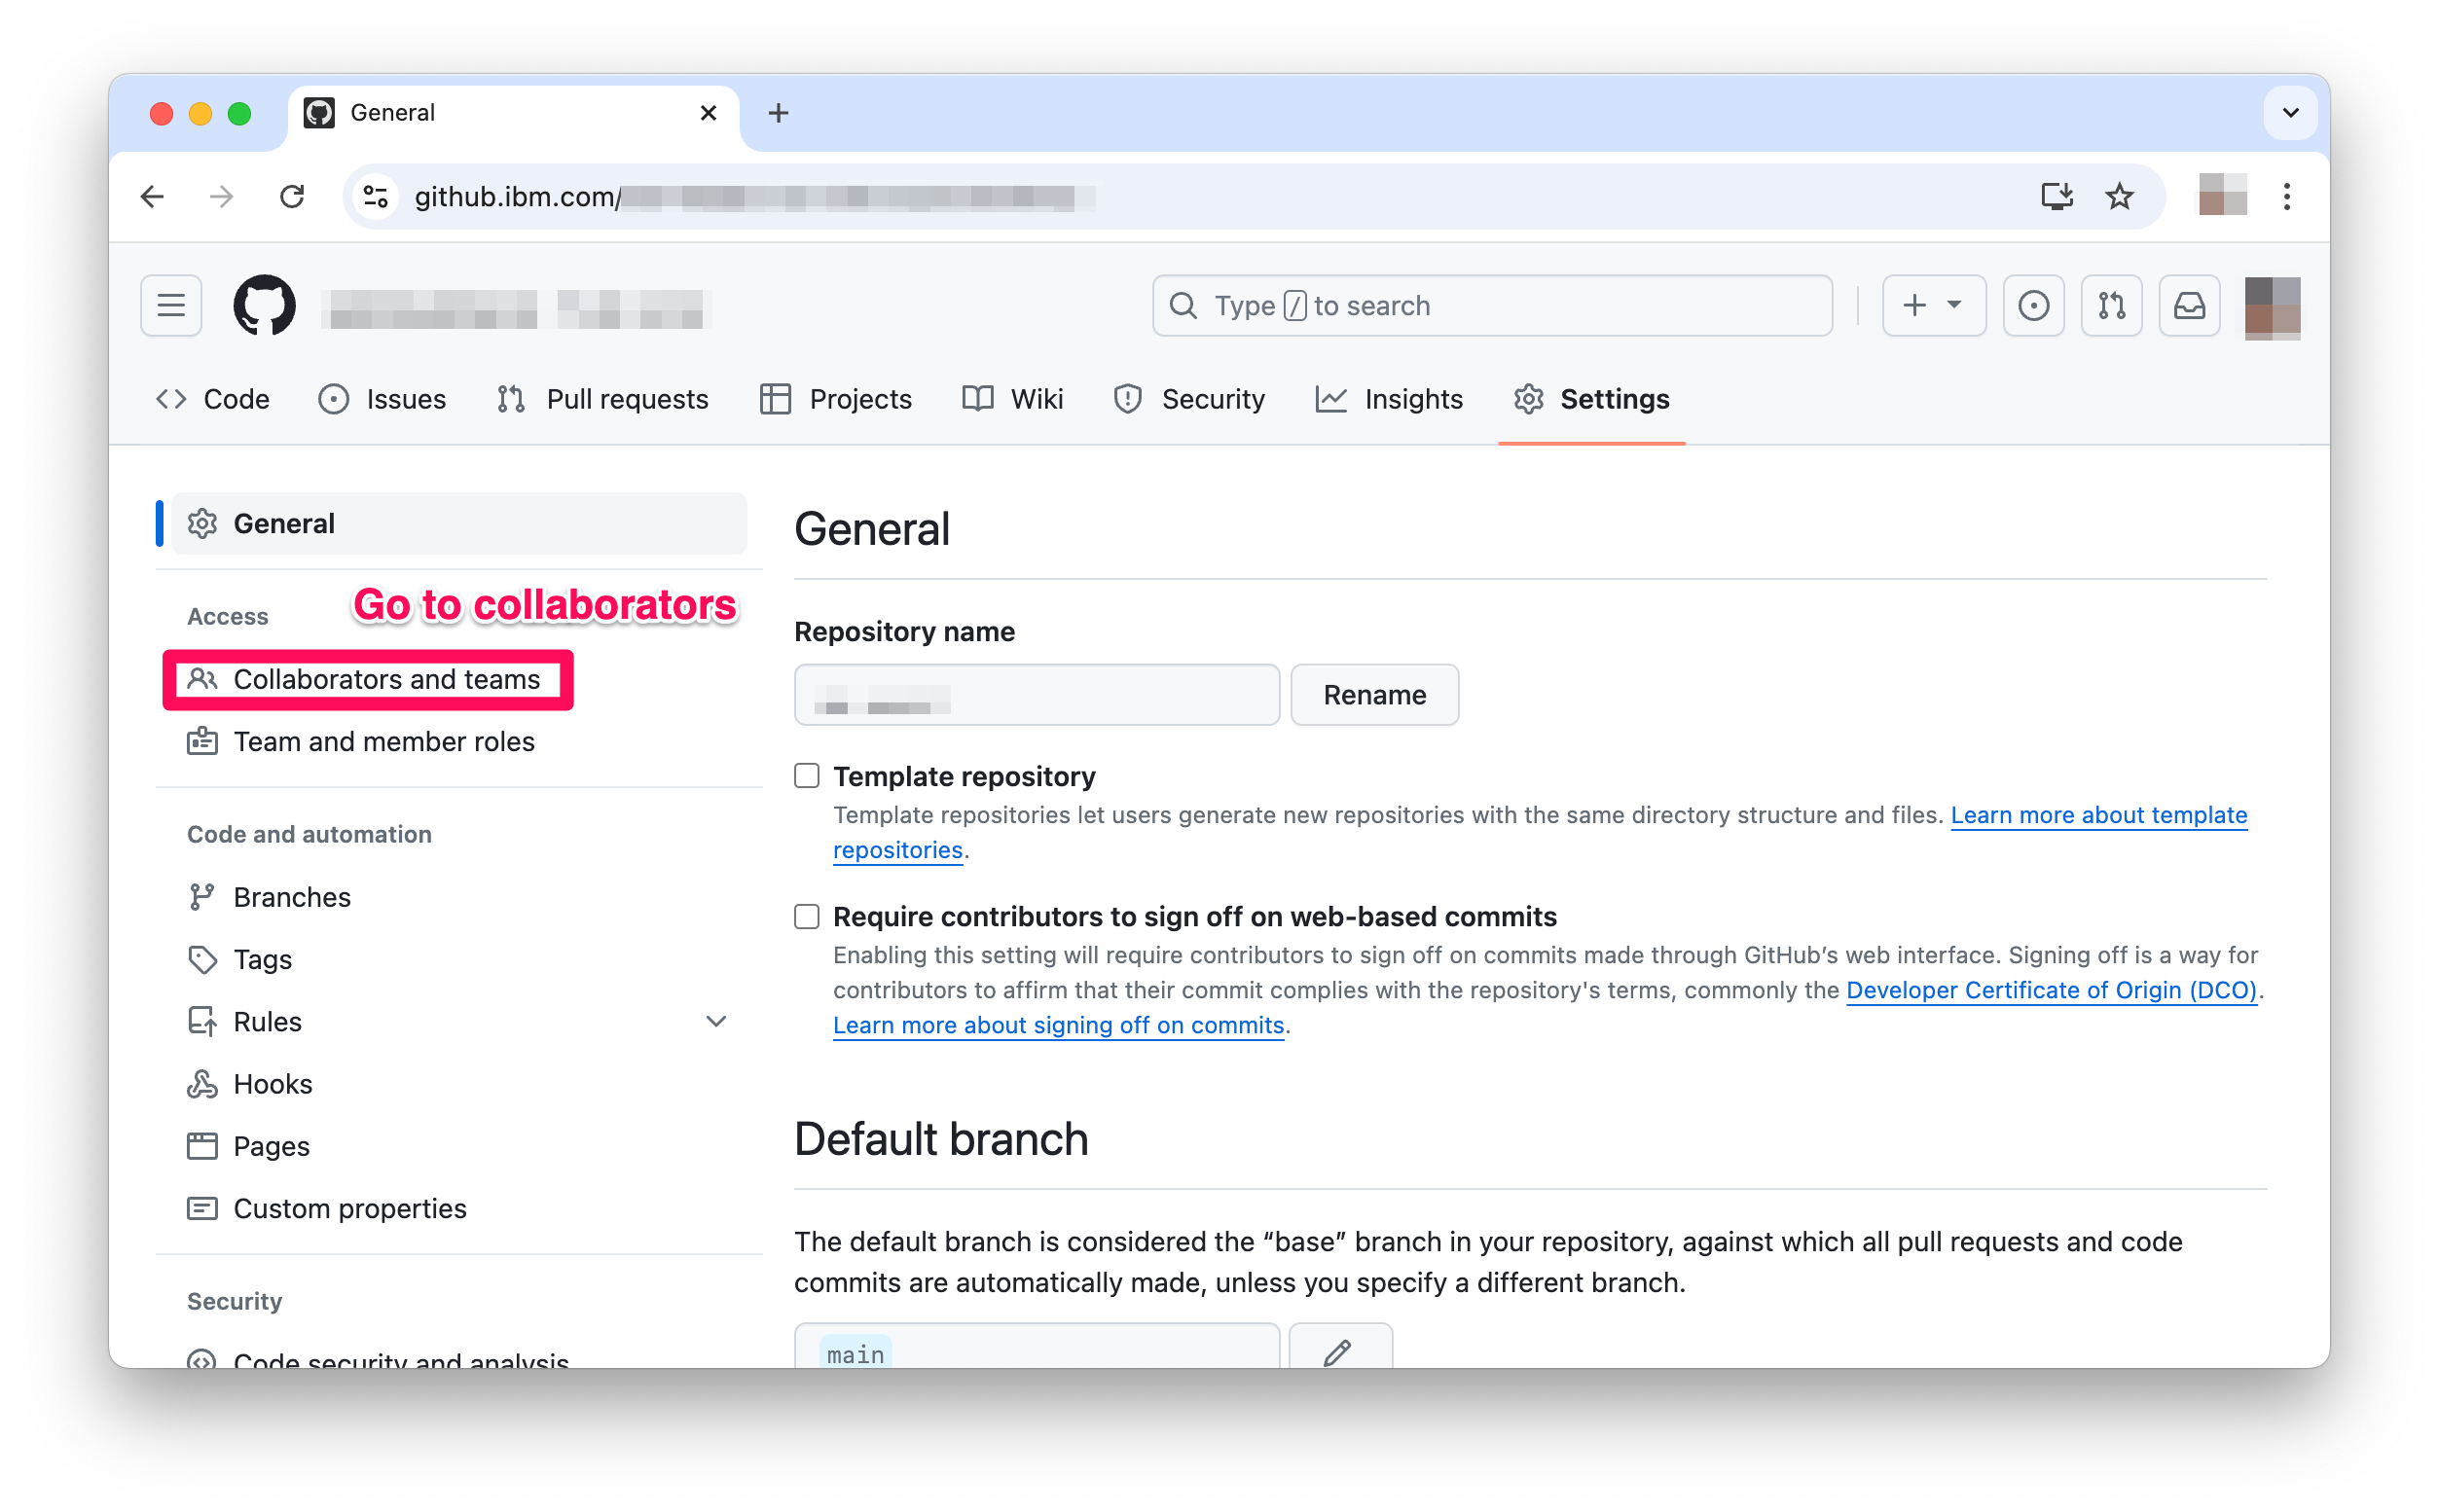 General
github.ibm.com/
Type / to search
Code Issues Pull requests Projects Wiki Security Insights Settings
General
Access
Go to collaborators
Collaborators and teams
Team and member roles
Code and automation
Branches
Tags
Rules
Hooks
Pages
Custom properties
Security
Code security and analysis
General
Repository name
Rename
Template repository
Template repositories let users generate new repositories with the same directory structure and files. Learn more about template
repositories.
Require contributors to sign off on web-based commits
Enabling this setting will require contributors to sign off on commits made through GitHub’s web interface. Signing off is a way for
contributors to affirm that their commit complies with the repository's terms, commonly the Developer Certificate of Origin (DCO).
Learn more about signing off on commits.
Default branch
The default branch is considered the “base” branch in your repository, against which all pull requests and code
commits are automatically made, unless you specify a different branch.
main